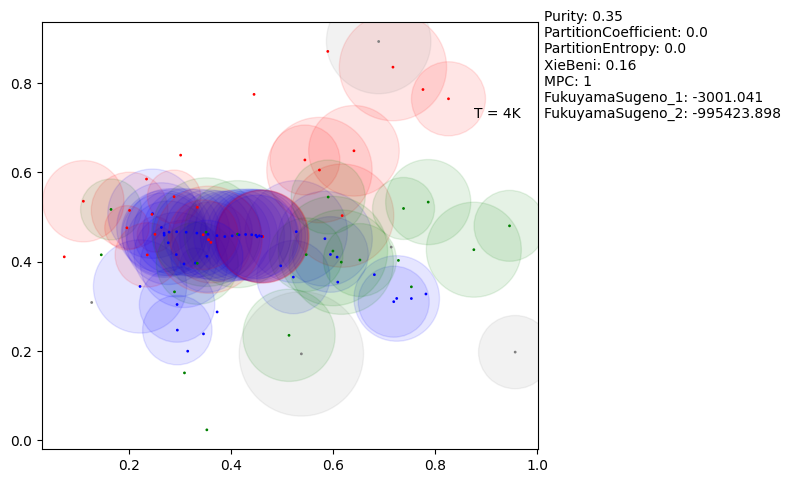 Purity: 0.35
PartitionCoefficient: 0.0
PartitionEntropy: 0.0
XieBeni: 0.16
MPC: 1
FukuyamaSugeno_1: -3001.041
FukuyamaSugeno_2: -995423.898
T = 4K
0.8
0.6
0.4
0.2
0.0
0.2 0.4 0.6 0.8 1.0